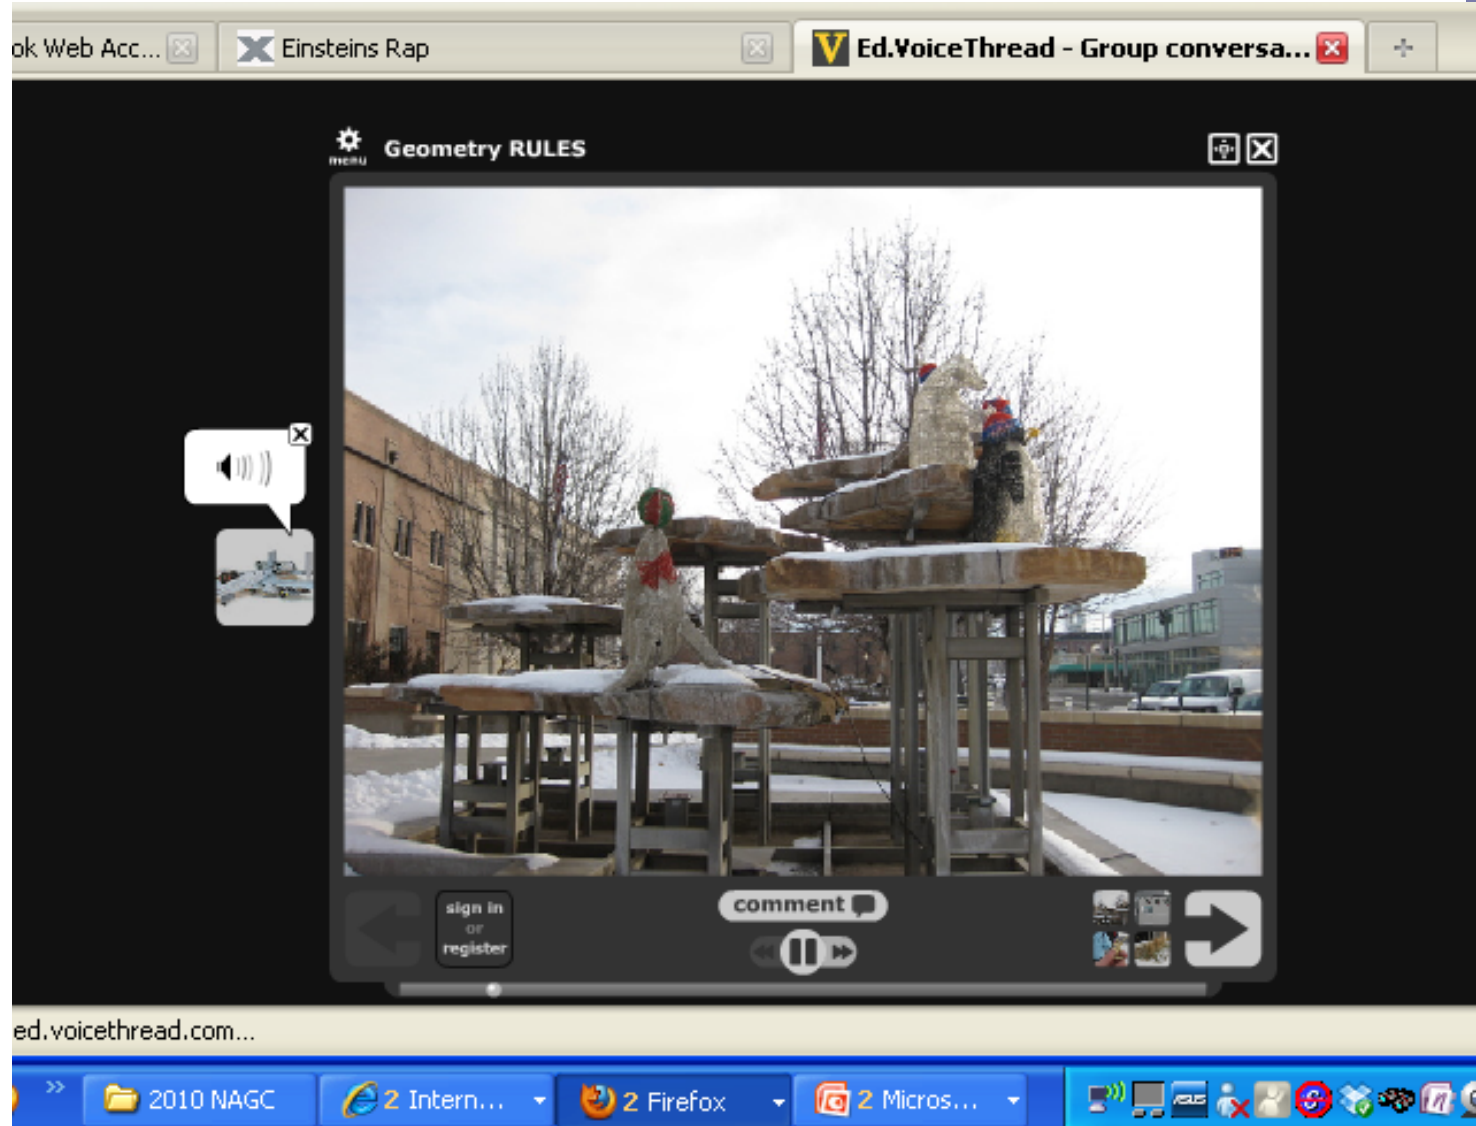 ok Web Acc...
Einsteins Rap
Ed.VoiceThread - Group conversa...
menu
Geometry RULES
sign in
or
register
comment
ed.voicethread.com...
2010 NAGC
2 Intern...
2 Firefox
2 Micros...